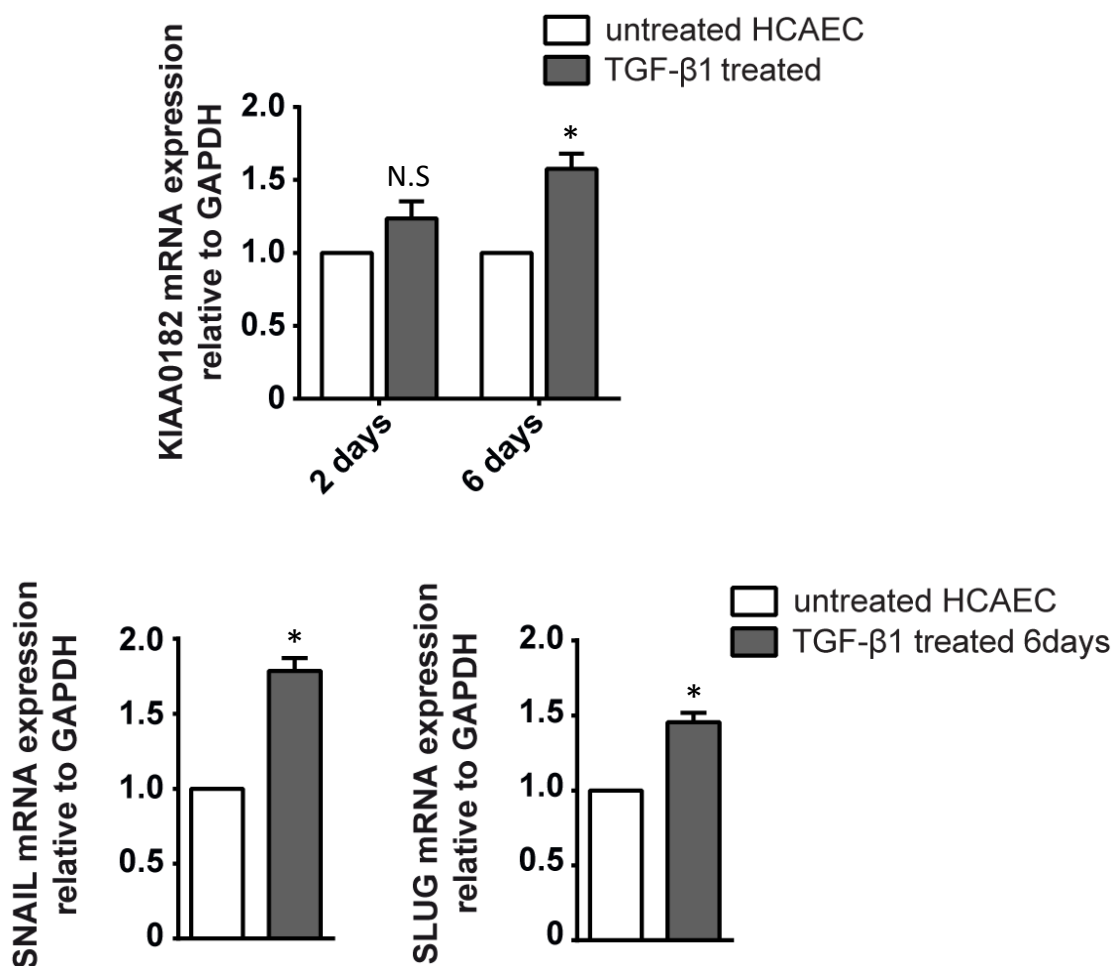 untreated HCAEC
TGF-β1 treated
KIAA0182 mRNA expression
relative to GAPDH
2.0
1.5
1.0
0.5
0
N.S
*
2 days
6 days
untreated HCAEC
TGF-β1 treated 6days
SNAIL mRNA expression
relative to GAPDH
2.0
1.5
1.0
0.5
0
*
SLUG mRNA expression
relative to GAPDH
2.0
1.5
1.0
0.5
0
*